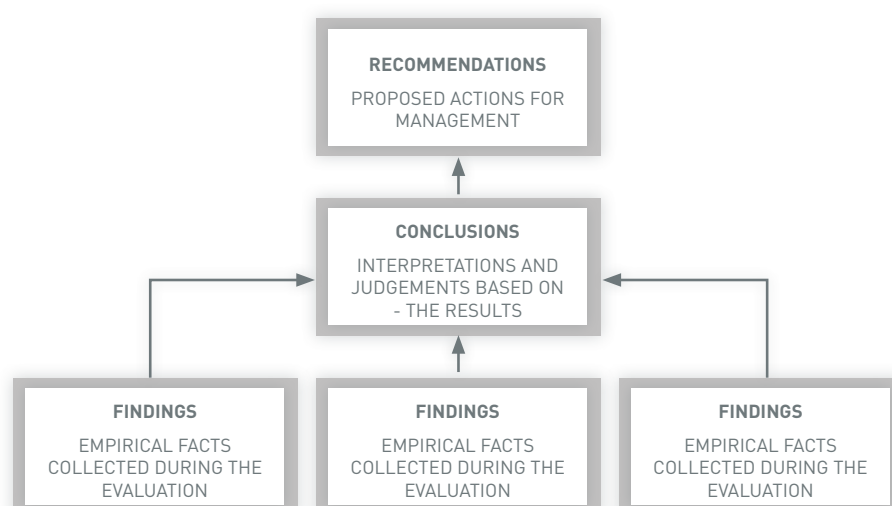 RECOMMENDATIONS
PROPOSED ACTIONS FOR
MANAGEMENT
CONCLUSIONS
INTERPRETATIONS AND
JUDGEMENTS BASED ON
- THE RESULTS
FINDINGS
EMPIRICAL FACTS
COLLECTED DURING THE
EVALUATION
FINDINGS
EMPIRICAL FACTS
COLLECTED DURING THE
EVALUATION
FINDINGS
EMPIRICAL FACTS
COLLECTED DURING THE
EVALUATION